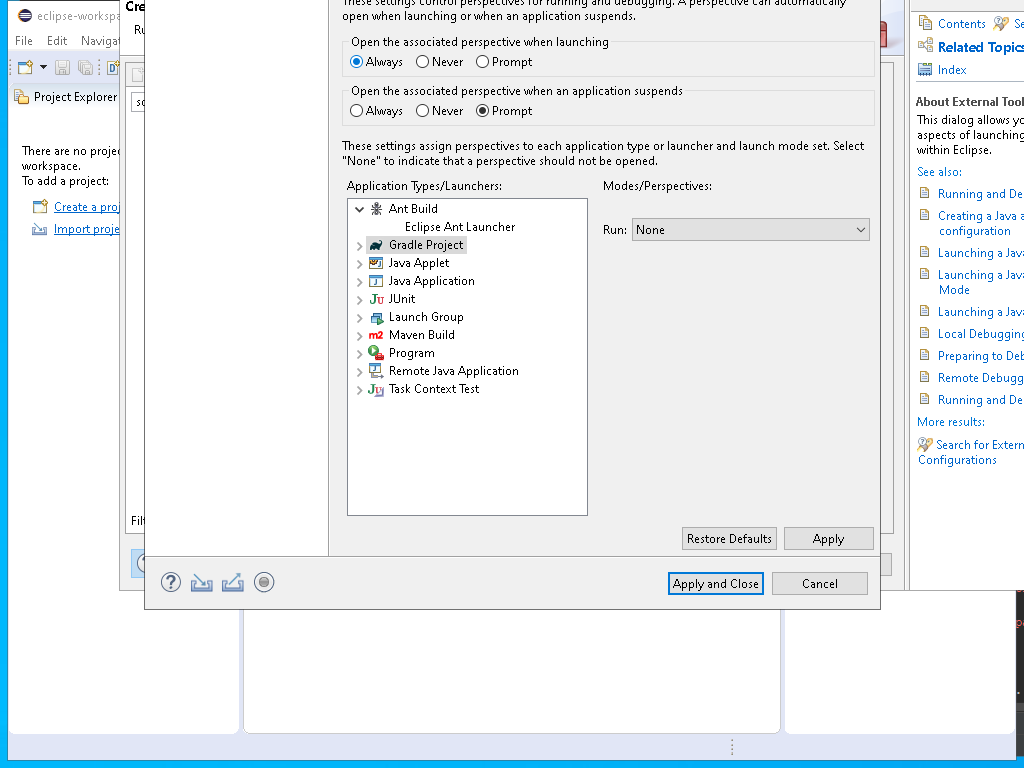 eclipse-workspa
File Edit Navigat
Project Explorer
There are no projec
workspace.
To add a project:
Create a proj
Import proje
Cre
Ru
Filt
These settings control perspectives for running and debugging. A perspective can automatically
open when launching or when an application suspends.
Open the associated perspective when launching
Always Never Prompt
Open the associated perspective when an application suspends
Always Never Prompt
These settings assign perspectives to each application type or launcher and launch mode set. Select
"None" to indicate that a perspective should not be opened.
Application Types/Launchers:
Modes/Perspectives:
Ant Build
Eclipse Ant Launcher
Gradle Project
Java Applet
Java Application
JUnit
Launch Group
Maven Build
Program
Remote Java Application
Task Context Test
Run: None
Restore Defaults Apply
Apply and Close Cancel
Contents Se
Related Topics
Index
About External Tool
This dialog allows yo
aspects of launching
within Eclipse.
See also:
Running and De
Creating a Java a
configuration
Launching a Java
Launching a Java
Mode
Launching a Java
Local Debugging
Preparing to Deb
Remote Debugg
Running and De
More results:
Search for Extern
Configurations